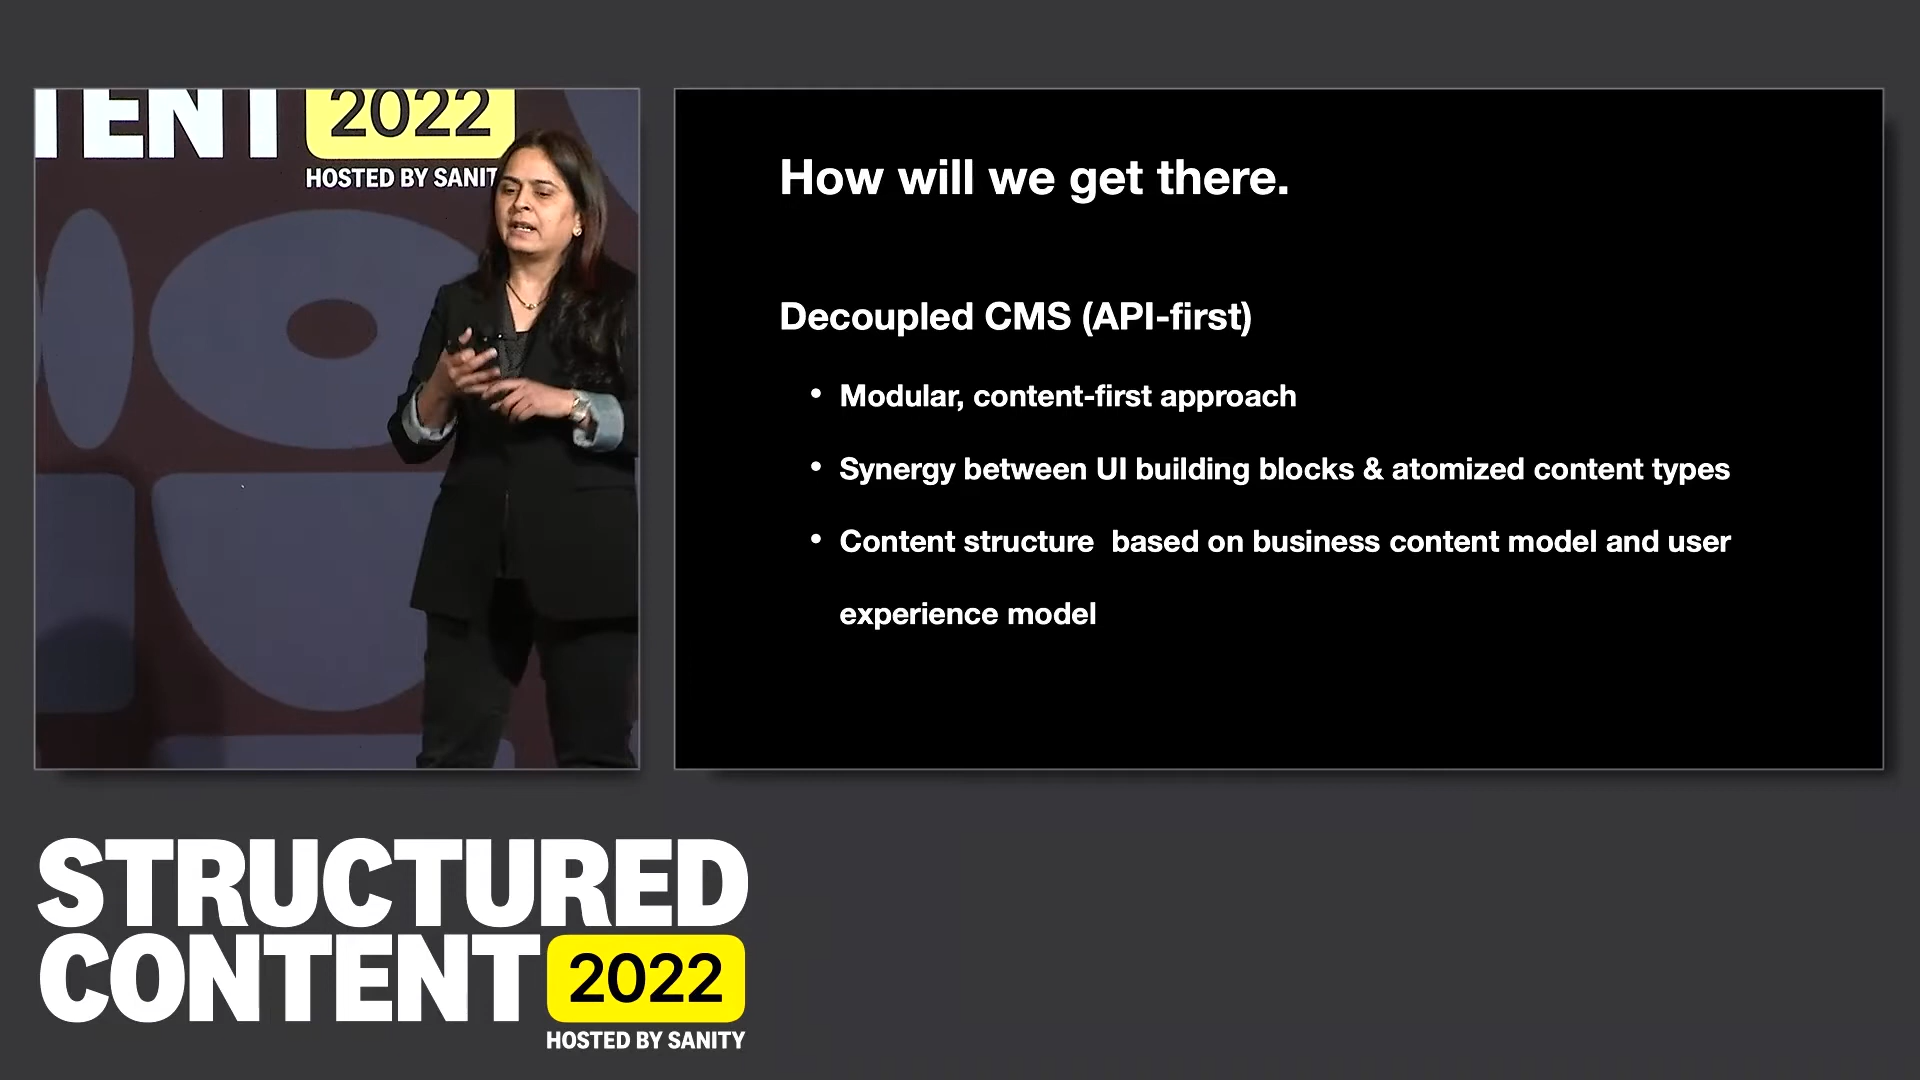 TENT 2022
HOSTED BY SANIT
How will we get there.
Decoupled CMS (API-first)
• Modular, content-first approach
• Synergy between UI building blocks & atomized content types
• Content structure  based on business content model and user
experience model
STRUCTURED
CONTENT 2022
HOSTED BY SANITY